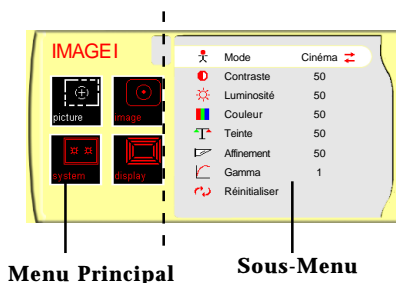 IMAGE I
picture
image
system
display
Mode Cinéma
Contraste 50
Luminosité 50
Couleur 50
Teinte 50
Affinement 50
Gamma 1
Réinitialiser
Menu Principal
Sous-Menu